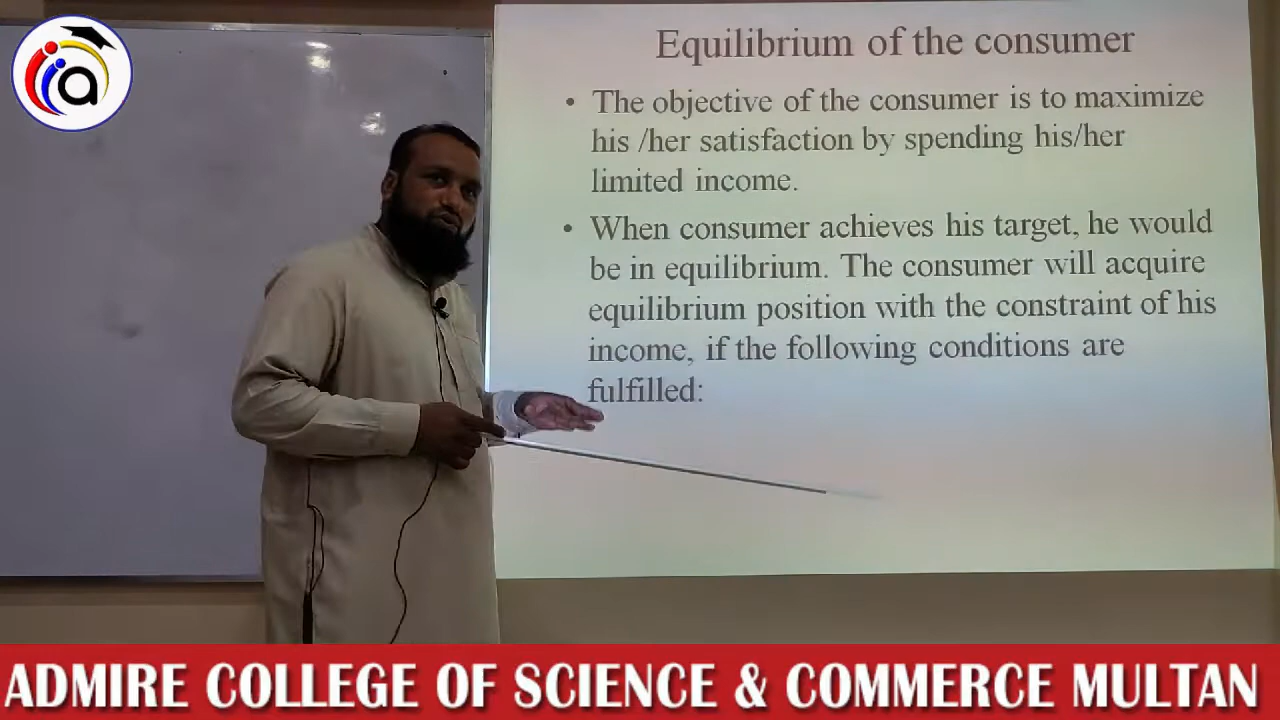 a
Equilibrium of the consumer
• The objective of the consumer is to maximize
his /her satisfaction by spending his/her
limited income.
• When consumer achieves his target, he would
be in equilibrium. The consumer will acquire
equilibrium position with the constraint of his
income, if the following conditions are
fulfilled:
ADMIRE COLLEGE OF SCIENCE & COMMERCE MULTAN